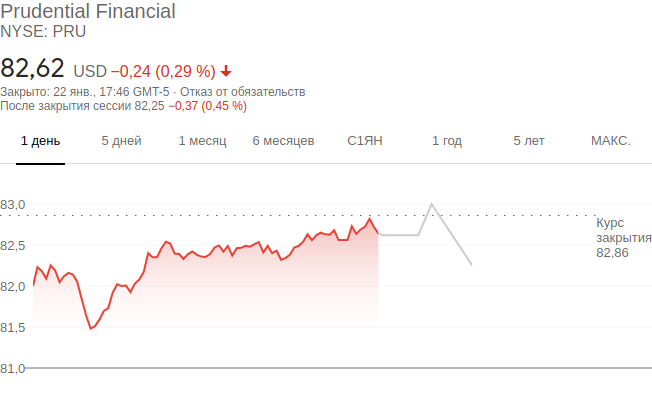 Prudential Financial
NYSE: PRU
82,62 USD −0,24 (0,29 %)
Закрыто: 22 янв., 17:46 GMT-5 · Отказ от обязательств
После закрытия сессии 82,25 −0,37 (0,45 %)
1 день 5 дней 1 месяц 6 месяцев С1ЯН 1 год 5 лет МАКС.
83,0
82,5
82,0
81,5
81,0
Курс
закрытия
82,86